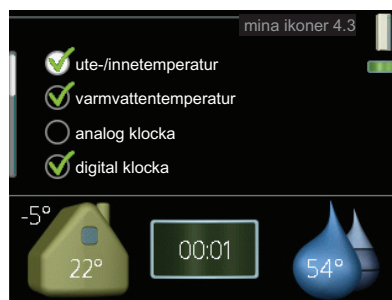 mina ikoner 4.3
ute-/innetemperatur
varmvattentemperatur
analog klocka
digital klocka
-5°
22°
00:01
54°